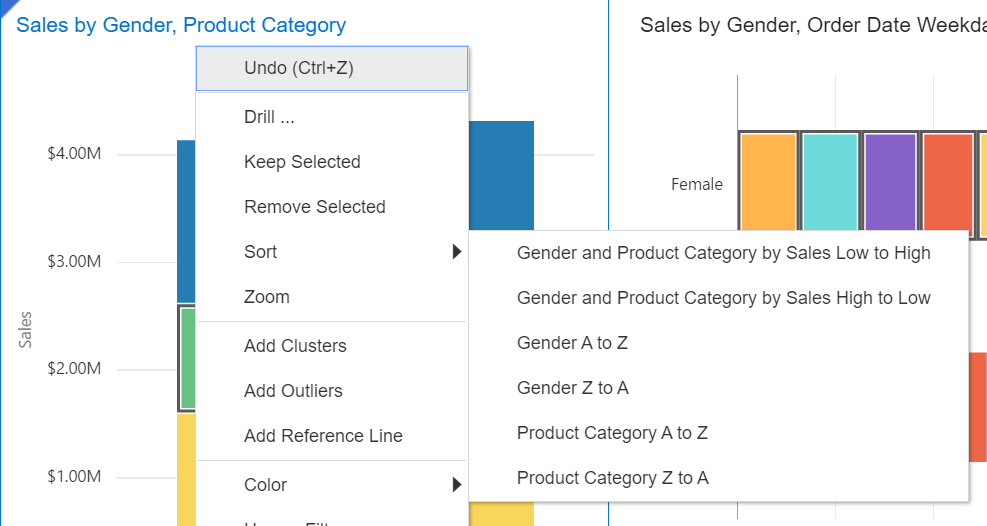 Sales by Gender, Product Category
Sales by Gender, Order Date
Undo (Ctrl+Z)
Drill ...
$4.00M
Keep Selected
Female
Remove Selected
$3.00M
Sort
Gender and Product Category by Sales Low to High
Zoom
Gender and Product Category by Sales High to Low
Sales
Add Clusters
Gender A to Z
$2.00M
Add Outliers
Gender Z to A
Add Reference Line
Product Category A to Z
$1.00M
Color
Product Category Z to A